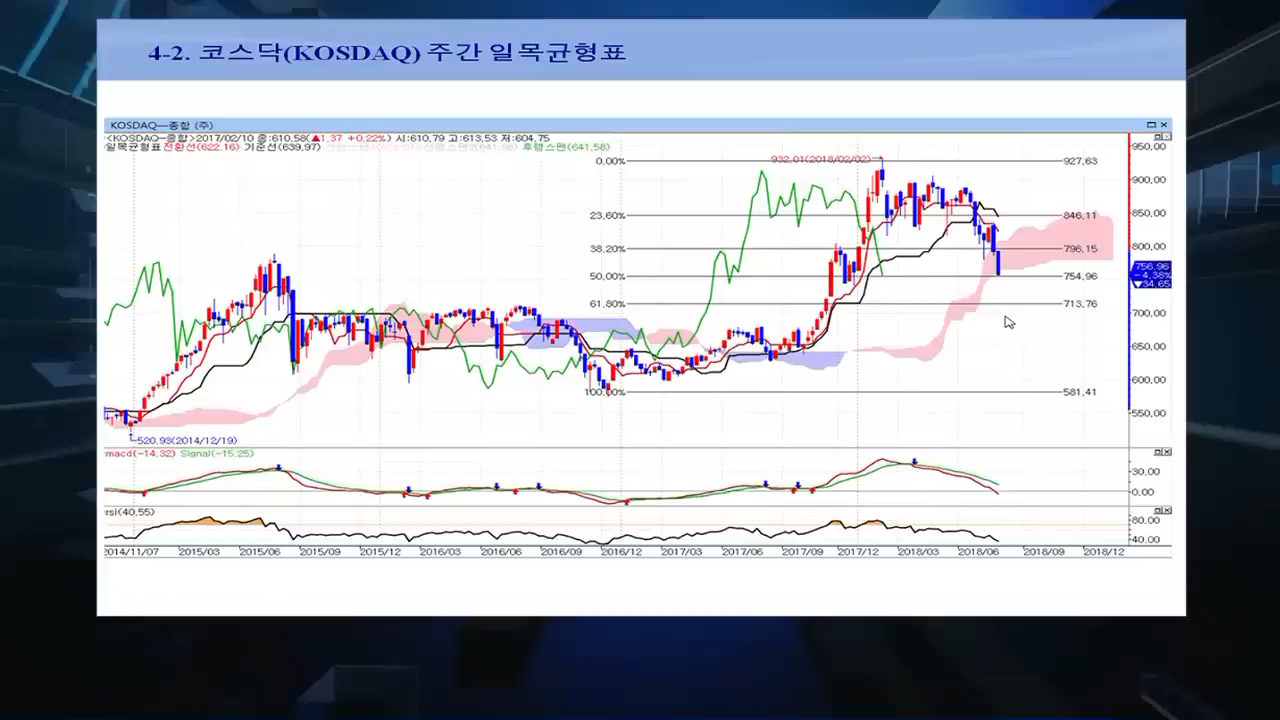 4-2. 코스닥(KOSDAQ) 주간 일목균형표
KOSDAQ-종합 (주)
<KOSDAQ-종합>2017/02/10 종:610,58(▲1,37 +0,22%) 시:610,79 고:613,53 저:604,75
일목균형표 전환선(622,16) 기준선(639,97) 후행스팬(641,58)
0,00% 932,01(2018/02/02) 927,63
23,60% 846,11
38,20% 796,15
50,00% 754,96
61,80% 713,76
100,00% 581,41
520,93(2014/12/19)
950,00
900,00
850,00
800,00
756,96
-4,38%
▼34,65
700,00
650,00
600,00
550,00
macd(-14,32) Signal(-15,25)
30,00
0,00
rsi(40,55)
80,00
40,00
2014/11/07 2015/03 2015/06 2015/09 2015/12 2016/03 2016/06 2016/09 2016/12 2017/03 2017/06 2017/09 2017/12 2018/03 2018/06 2018/09 2018/12